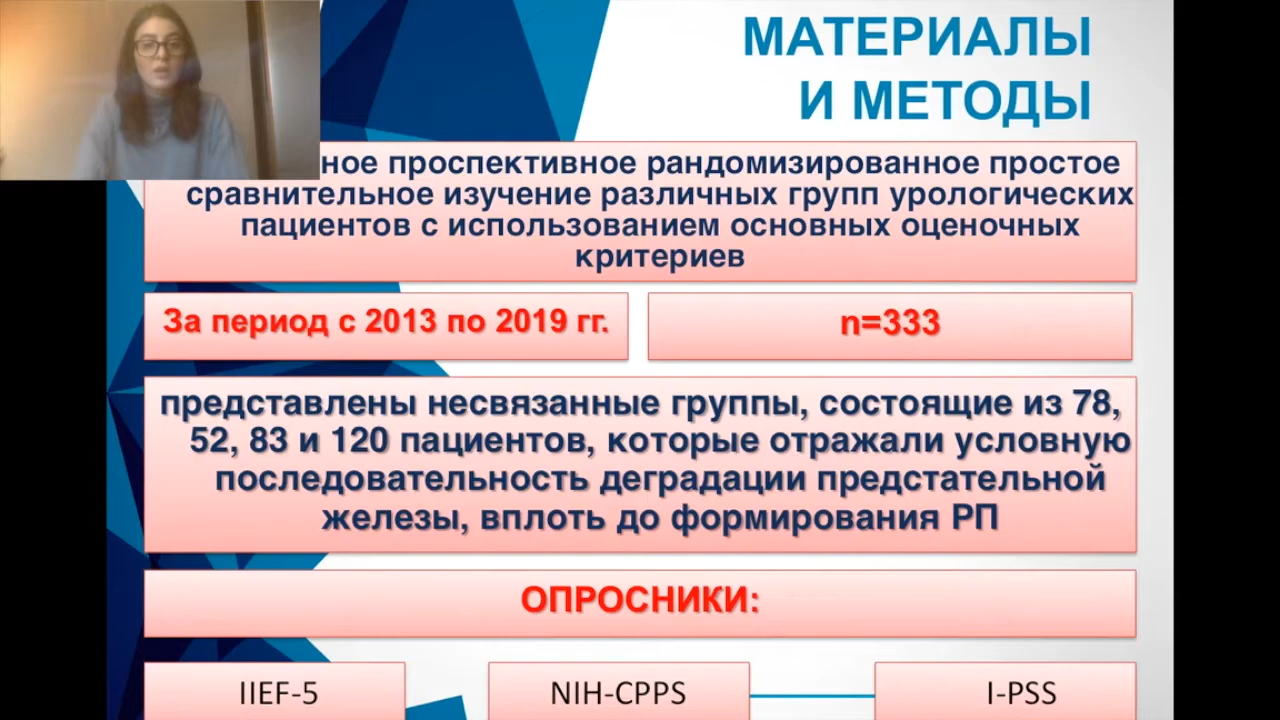 МАТЕРИАЛЫ
И МЕТОДЫ
проспективное рандомизированное простое
сравнительное изучение различных групп урологических
пациентов с использованием основных оценочных
критериев
За период с 2013 по 2019 гг.
n=333
представлены несвязанные группы, состоящие из 78,
52, 83 и 120 пациентов, которые отражали условную
последовательность деградации предстательной
железы, вплоть до формирования РП
ОПРОСНИКИ:
IIEF-5
NIH-CPPS
I-PSS